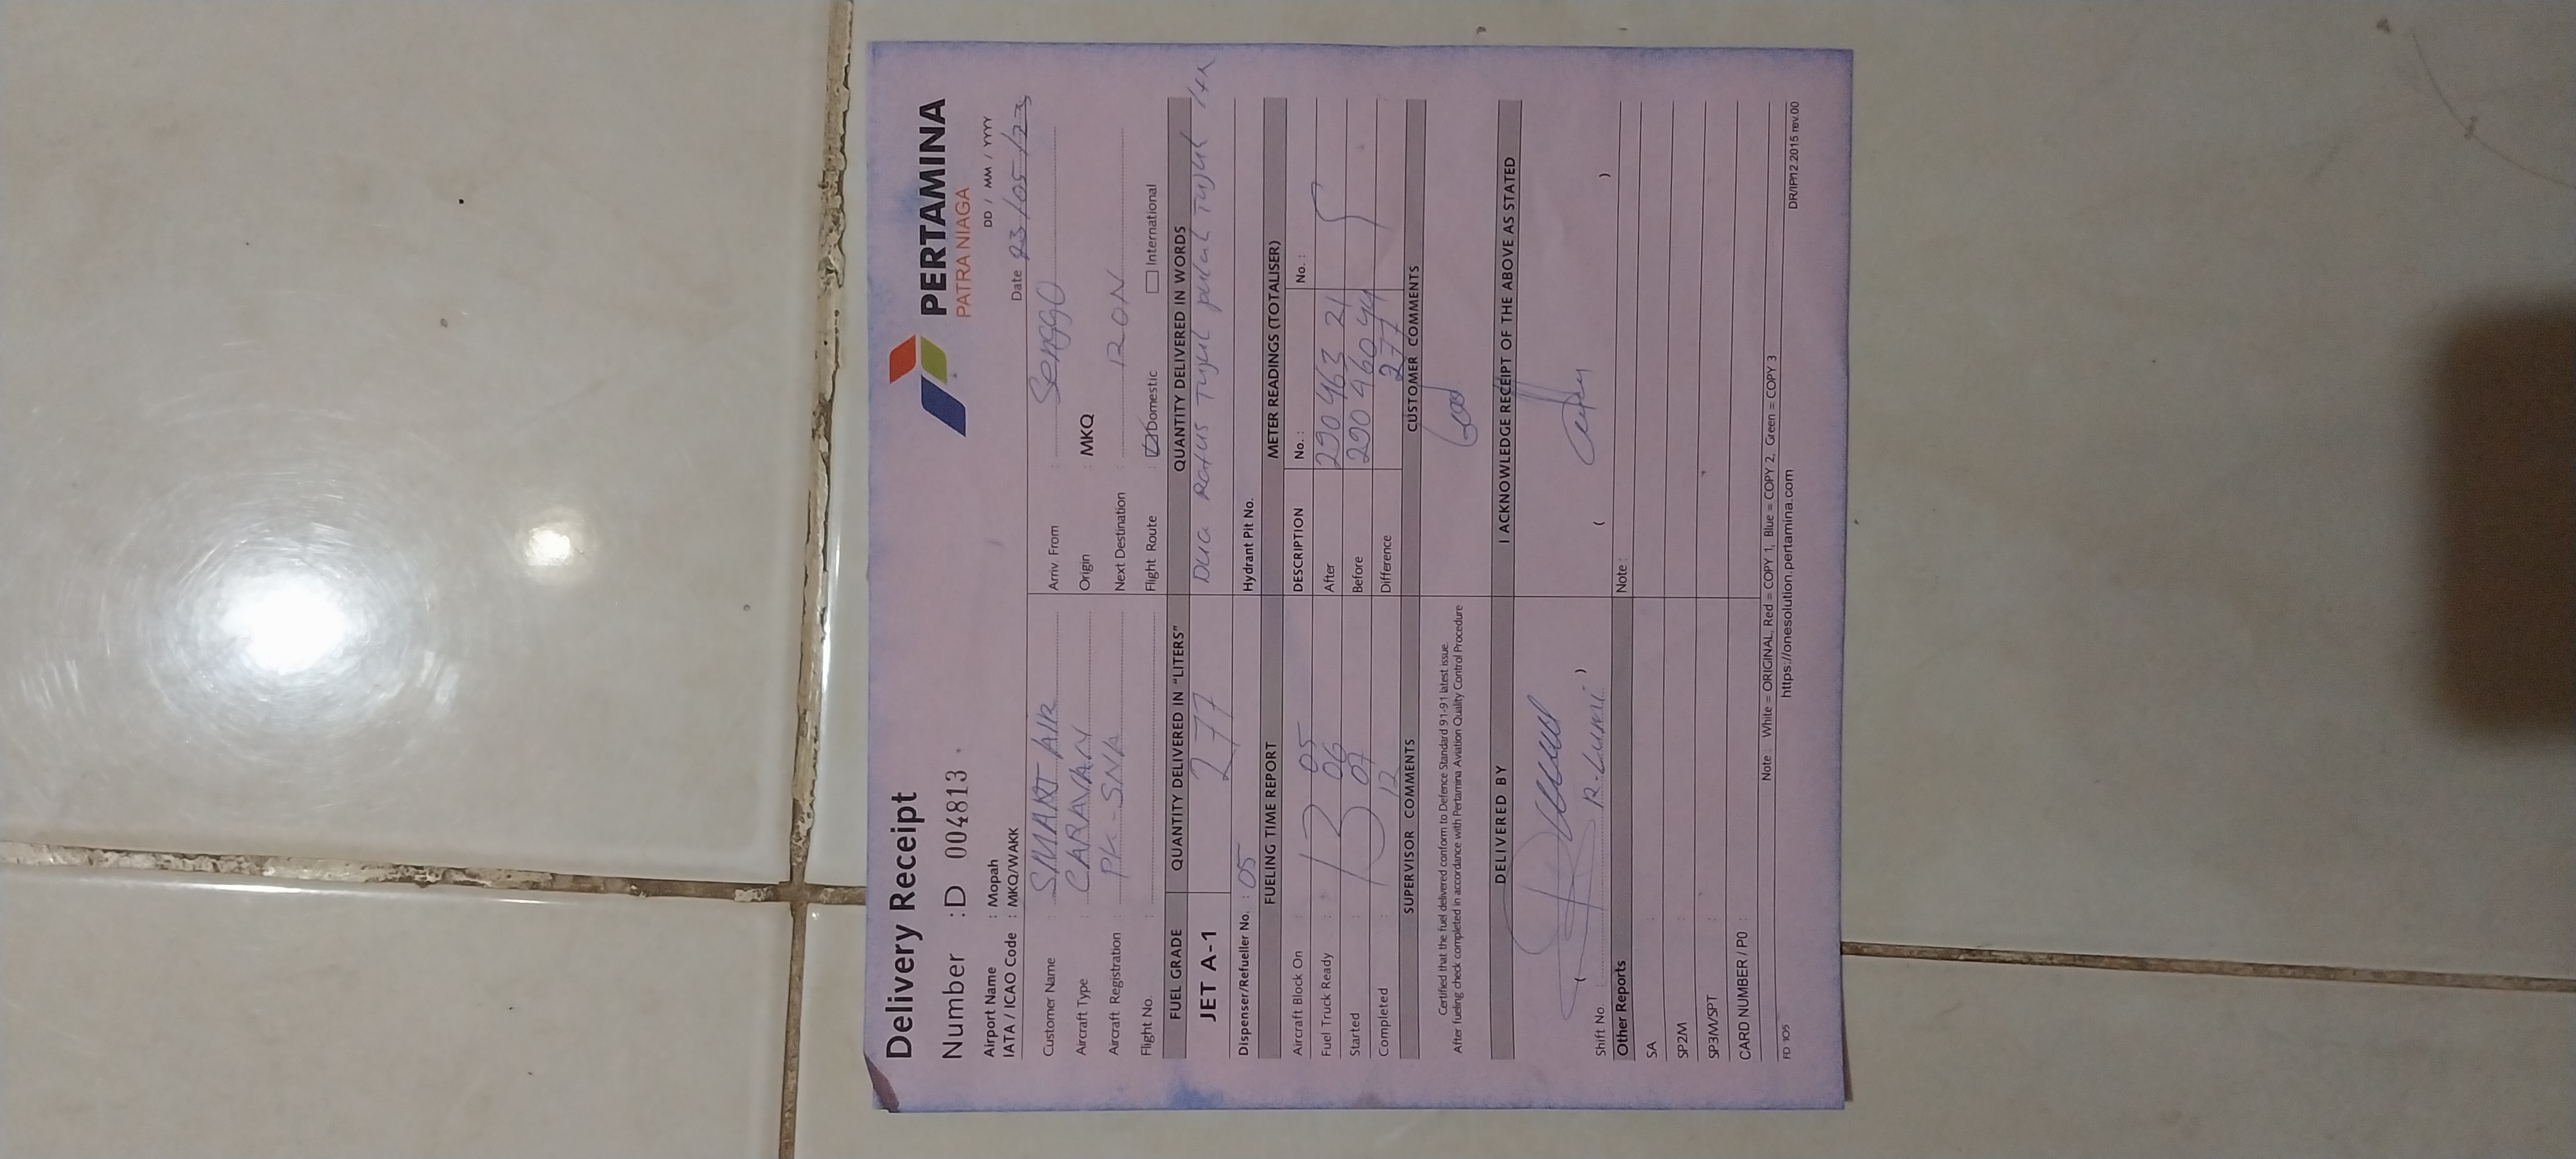 Delivery Receipt
PERTAMINA
PATRA NIAGA
Number : D 004813
DD / MM / YYYY
Airport Name : Mopah
IATA / ICAO Code : MKQ/WAKK
Date 23/05/23
Customer Name : SMART AIR
Arriv. From : Senggo
Aircraft Type : CARAVAN
Origin : MKQ
Aircraft Registration : PK-SNA
Next Destination : RON
Flight No. :
Flight Route : Domestic International
FUEL GRADE QUANTITY DELIVERED IN "LITERS" QUANTITY DELIVERED IN WORDS
JET A-1 277 Dua Ratus Tujuh puluh Tujuh
Dispenser/Refueller No. : 05 Hydrant Pit No.
FUELING TIME REPORT METER READINGS (TOTALISER)
Aircraft Block On : 05 DESCRIPTION No. : No. :
Fuel Truck Ready : 13 06 After 290 463 21
Started : 07 Before 290 460 44
Completed : 12 Difference 277
SUPERVISOR COMMENTS CUSTOMER COMMENTS
Certified that the fuel delivered conform to Defence Standard 91-91 latest issue.
After fueling check completed in accordance with Pertamina Aviation Quality Control Procedure
Good
DELIVERED BY I ACKNOWLEDGE RECEIPT OF THE ABOVE AS STATED
( R. Lumi )
( )
Shift No
Other Reports Note :
SA :
SP2M :
SP3M/SPT :
CARD NUMBER / PO :
Note : White = ORIGINAL, Red = COPY 1, Blue = COPY 2, Green = COPY 3
FD 105 https://onesolution.pertamina.com DR/IPN2.2015 rev.00